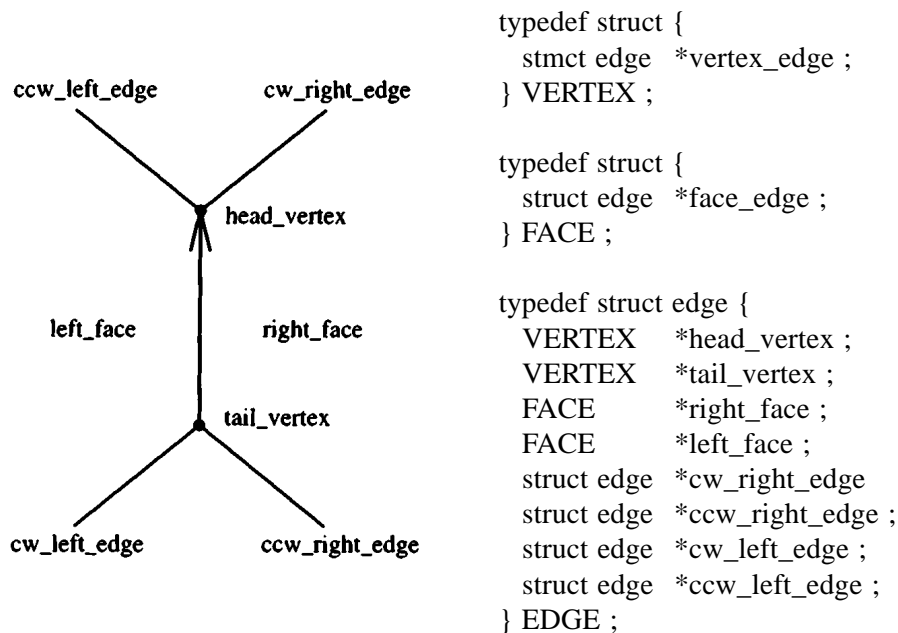 ccw_left_edge
cw_right_edge
head_vertex
left_face
right_face
tail_vertex
cw_left_edge
ccw_right_edge
typedef struct {
stmct edge *vertex_edge ;
} VERTEX ;
typedef struct {
struct edge *face_edge ;
} FACE ;
typedef struct edge {
VERTEX *head_vertex ;
VERTEX *tail_vertex ;
FACE *right_face ;
FACE *left_face ;
struct edge *cw_right_edge
struct edge *ccw_right_edge ;
struct edge *cw_left_edge ;
struct edge *ccw_left_edge ;
} EDGE ;